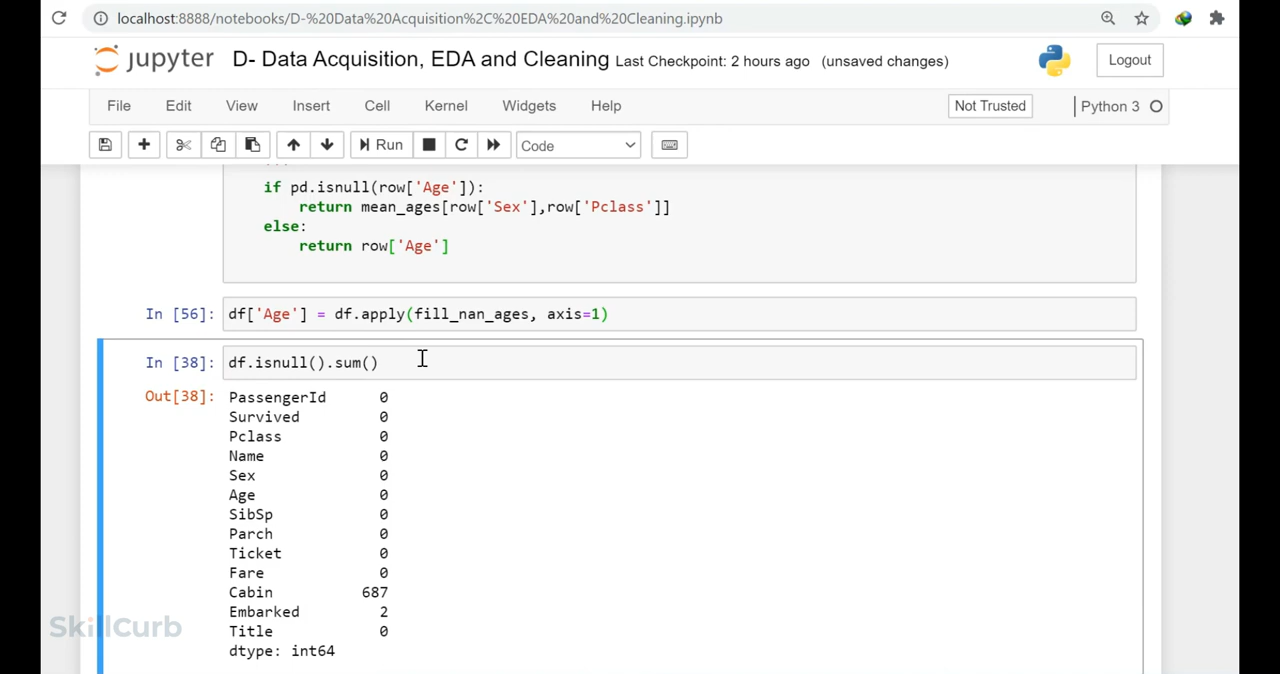 localhost:8888/notebooks/D-%20Data%20Acquisition%2C%20EDA%20and%20Cleaning.ipynb
jupyter D- Data Acquisition, EDA and Cleaning Last Checkpoint: 2 hours ago (unsaved changes) Logout
File Edit View Insert Cell Kernel Widgets Help Not Trusted Python 3
Run Code
if pd.isnull(row['Age']):
return mean_ages[row['Sex'],row['Pclass']]
else:
return row['Age']
In [56]: df['Age'] = df.apply(fill_nan_ages, axis=1)
In [38]: df.isnull().sum()
Out[38]: PassengerId 0
Survived 0
Pclass 0
Name 0
Sex 0
Age 0
SibSp 0
Parch 0
Ticket 0
Fare 0
Cabin 687
Embarked 2
Title 0
dtype: int64
SkillCurb